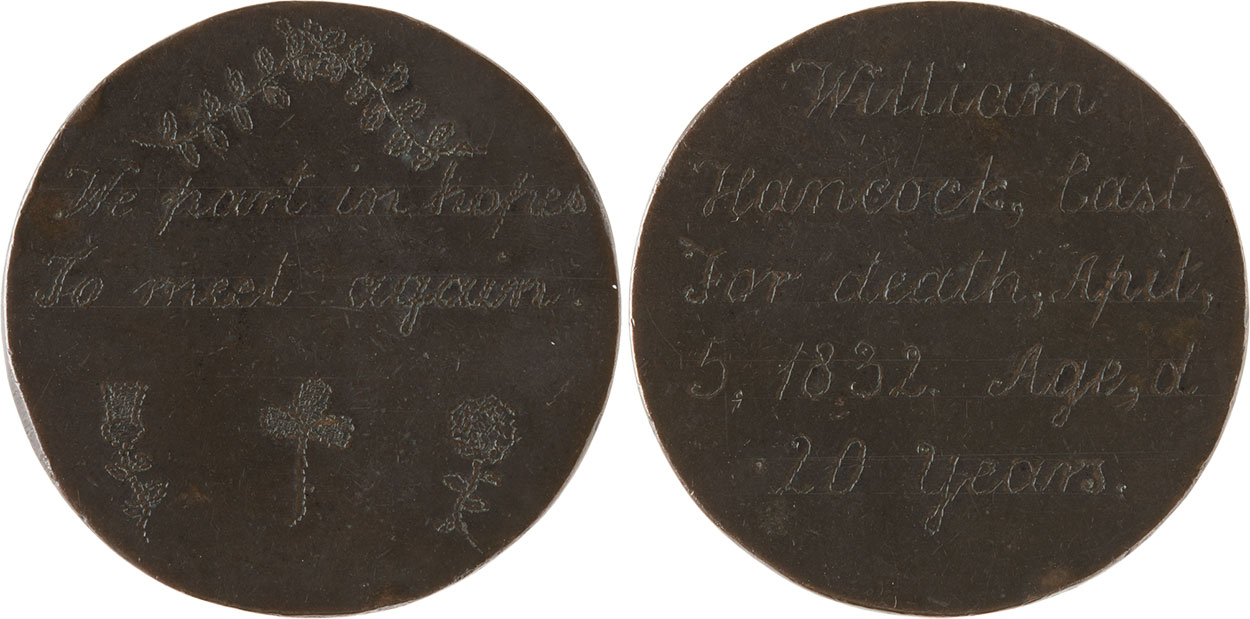 We part in hopes
To meet again.
William
Hancock, Cast
For death, Apil,
5, 1832. Age,d
20 Years.